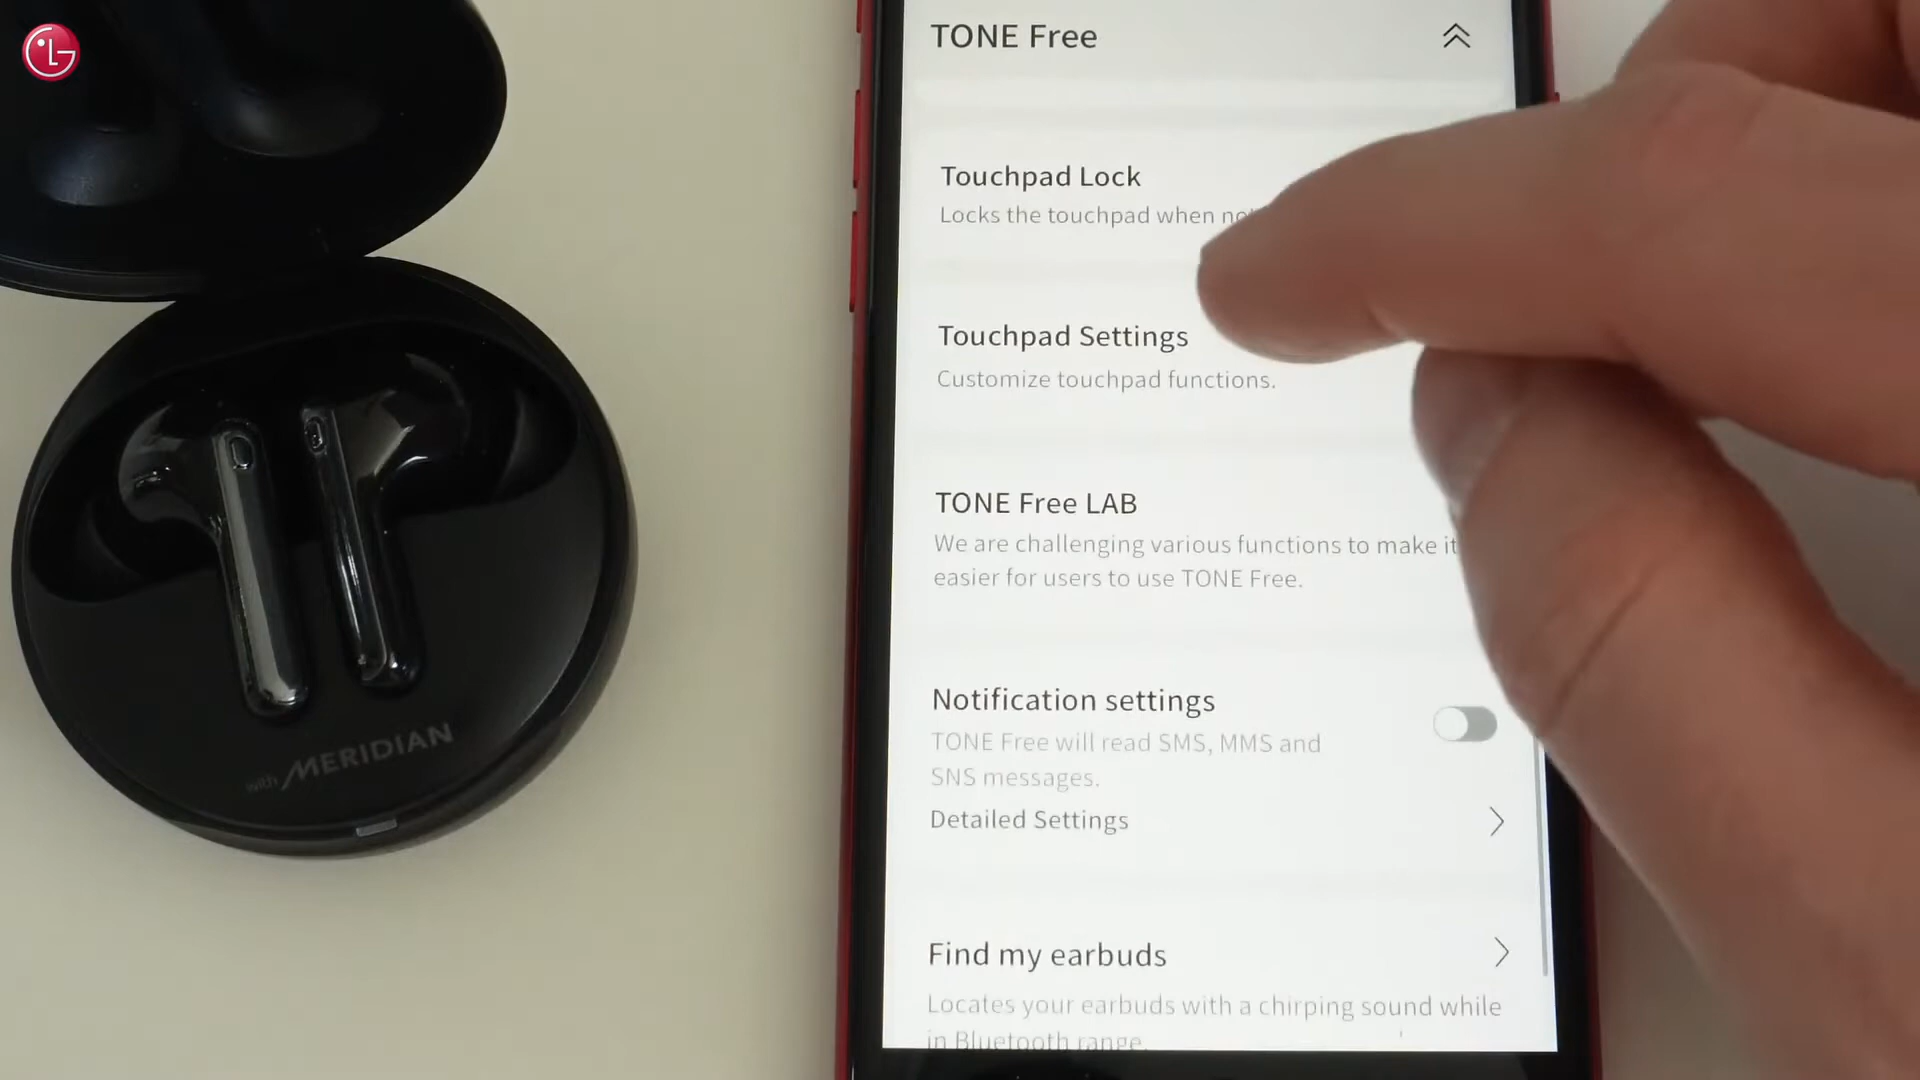 LG
TONE Free
Touchpad Lock
Locks the touchpad when
Touchpad Settings
Customize touchpad functions.
TONE Free LAB
We are challenging various functions to make it
easier for users to use TONE Free.
Notification settings
TONE Free will read SMS, MMS and
SNS messages.
Detailed Settings
Find my earbuds
Locates your earbuds with a chirping sound while
in Bluetooth range.
with MERIDIAN